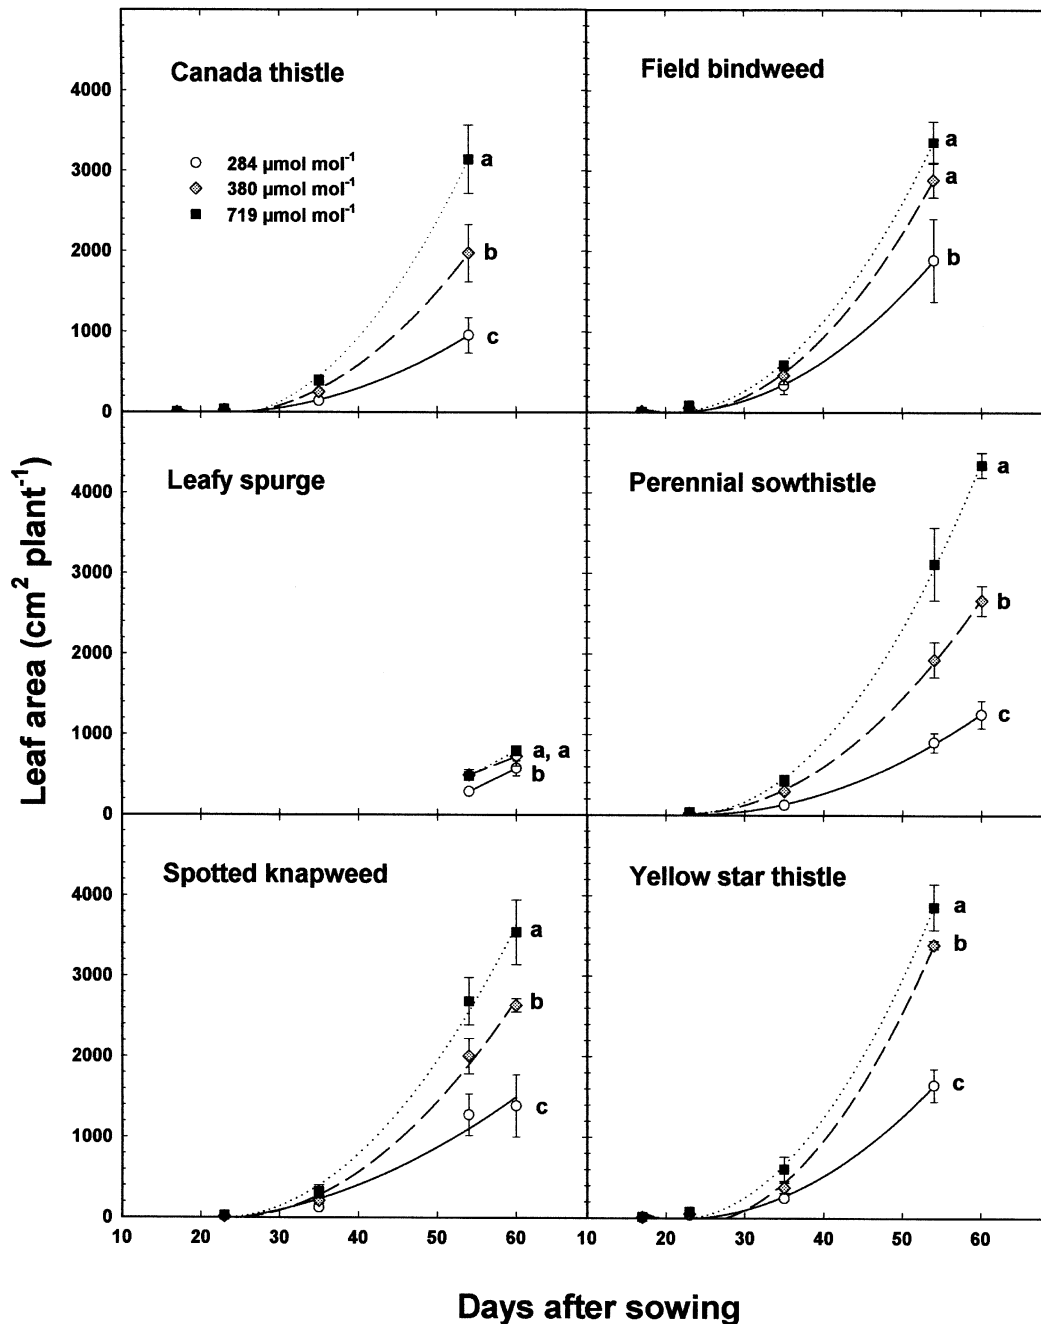 Canada thistle
284 µmol mol⁻¹
380 µmol mol⁻¹
719 µmol mol⁻¹
4000
3000
2000
1000
0
a
b
c
Field bindweed
a
a
b
Leaf area (cm² plant⁻¹)
Leafy spurge
4000
3000
2000
1000
0
a, a
b
Perennial sowthistle
a
b
c
Spotted knapweed
4000
3000
2000
1000
0
a
b
c
10 20 30 40 50 60
Yellow star thistle
a
b
c
20 30 40 50 60
Days after sowing